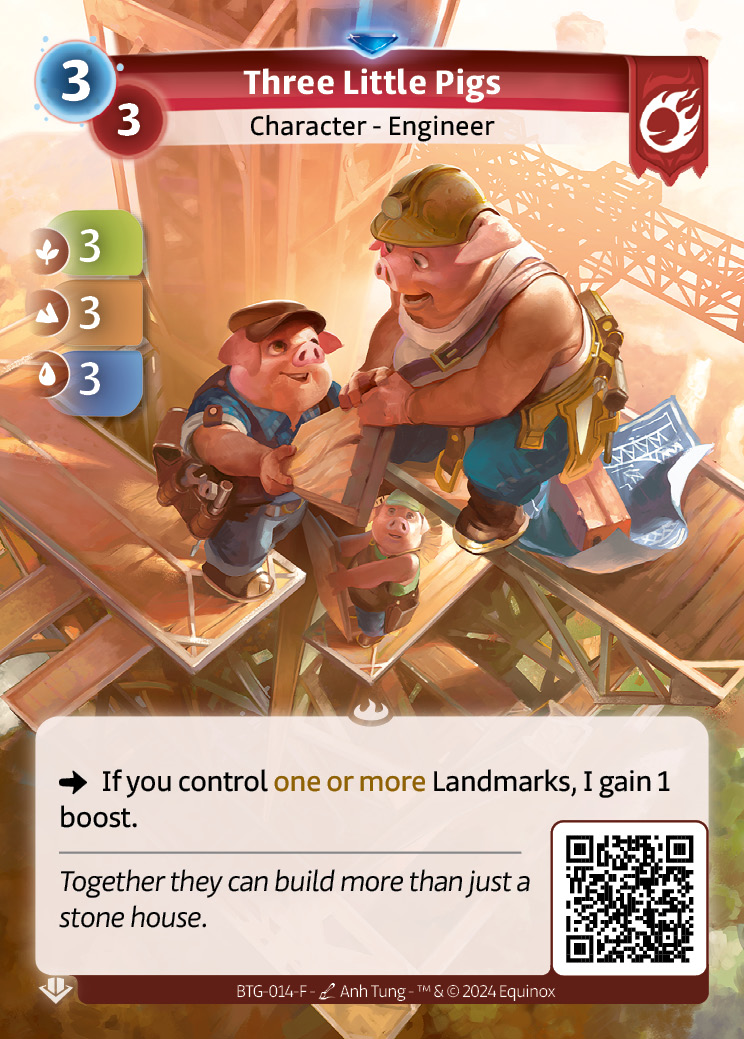 3
Three Little Pigs
3
Character - Engineer
3
3
3
If you control one or more Landmarks, I gain 1
boost.
Together they can build more than just a
stone house.
BTG-014-F - Anh Tung - ™ & © 2024 Equinox